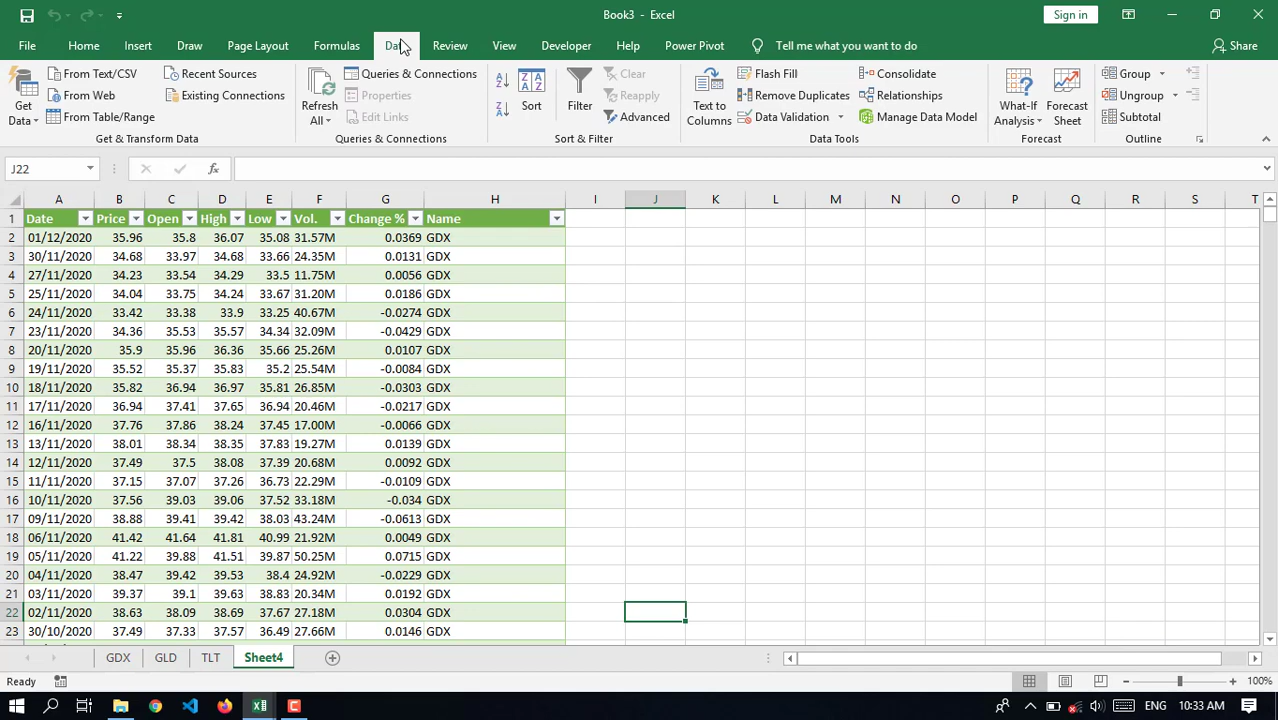 Book3 - Excel
Sign in
File Home Insert Draw Page Layout Formulas Data Review View Developer Help Power Pivot Tell me what you want to do Share
Get Data
From Text/CSV
From Web
From Table/Range
Recent Sources
Existing Connections
Get & Transform Data
Refresh All
Queries & Connections
Properties
Edit Links
Queries & Connections
Sort
Filter
Clear
Reapply
Advanced
Sort & Filter
Text to Columns
Flash Fill
Remove Duplicates
Data Validation
Consolidate
Relationships
Manage Data Model
Data Tools
What-If Analysis
Forecast Sheet
Forecast
Group
Ungroup
Subtotal
Outline
J22 fx
A B C D E F G H I J K L M N O P Q R S T
1 Date Price Open High Low Vol. Change % Name
2 01/12/2020 35.96 35.8 36.07 35.08 31.57M 0.0369 GDX
3 30/11/2020 34.68 33.97 34.68 33.66 24.35M 0.0131 GDX
4 27/11/2020 34.23 33.54 34.29 33.5 11.75M 0.0056 GDX
5 25/11/2020 34.04 33.75 34.24 33.67 31.20M 0.0186 GDX
6 24/11/2020 33.42 33.38 33.9 33.25 40.67M -0.0274 GDX
7 23/11/2020 34.36 35.53 35.57 34.34 32.09M -0.0429 GDX
8 20/11/2020 35.9 35.96 36.36 35.66 25.26M 0.0107 GDX
9 19/11/2020 35.52 35.37 35.83 35.2 25.54M -0.0084 GDX
10 18/11/2020 35.82 36.94 36.97 35.81 26.85M -0.0303 GDX
11 17/11/2020 36.94 37.41 37.65 36.94 20.46M -0.0217 GDX
12 16/11/2020 37.76 37.86 38.24 37.45 17.00M -0.0066 GDX
13 13/11/2020 38.01 38.34 38.35 37.83 19.27M 0.0139 GDX
14 12/11/2020 37.49 37.5 38.08 37.39 20.68M 0.0092 GDX
15 11/11/2020 37.15 37.07 37.26 36.73 22.29M -0.0109 GDX
16 10/11/2020 37.56 39.03 39.06 37.52 33.18M -0.034 GDX
17 09/11/2020 38.88 39.41 39.42 38.03 43.24M -0.0613 GDX
18 06/11/2020 41.42 41.64 41.81 40.99 21.92M 0.0049 GDX
19 05/11/2020 41.22 39.88 41.51 39.87 50.25M 0.0715 GDX
20 04/11/2020 38.47 39.42 39.53 38.4 24.92M -0.0229 GDX
21 03/11/2020 39.37 39.1 39.63 38.83 20.34M 0.0192 GDX
22 02/11/2020 38.63 38.09 38.69 37.67 27.18M 0.0304 GDX
23 30/10/2020 37.49 37.33 37.57 36.49 27.66M 0.0146 GDX
GDX GLD TLT Sheet4
Ready 100%
ENG 10:33 AM